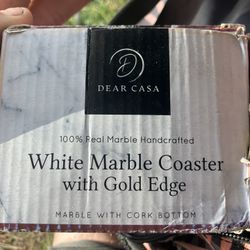 DEAR CASA
100% Real Marble Handcrafted
White Marble Coaster
with Gold Edge
MARBLE WITH CORK BOTTOM